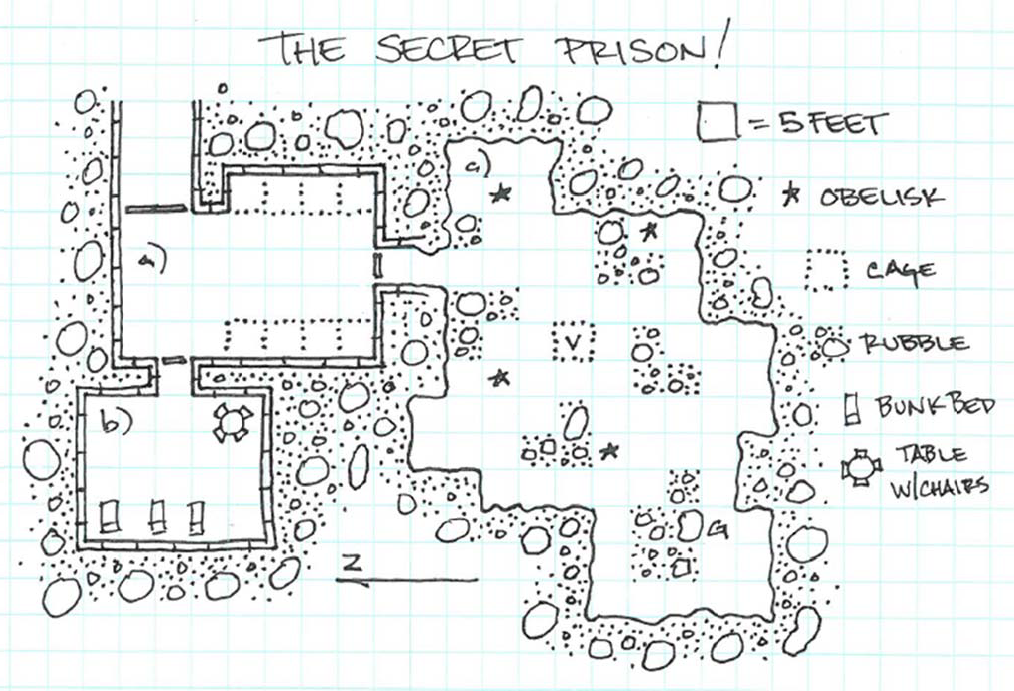 THE SECRET PRISON!
= 5 FEET
c)
OBELISK
a)
CAGE
V
RUBBLE
b)
BUNK BED
TABLE
W/CHAIRS
G
N